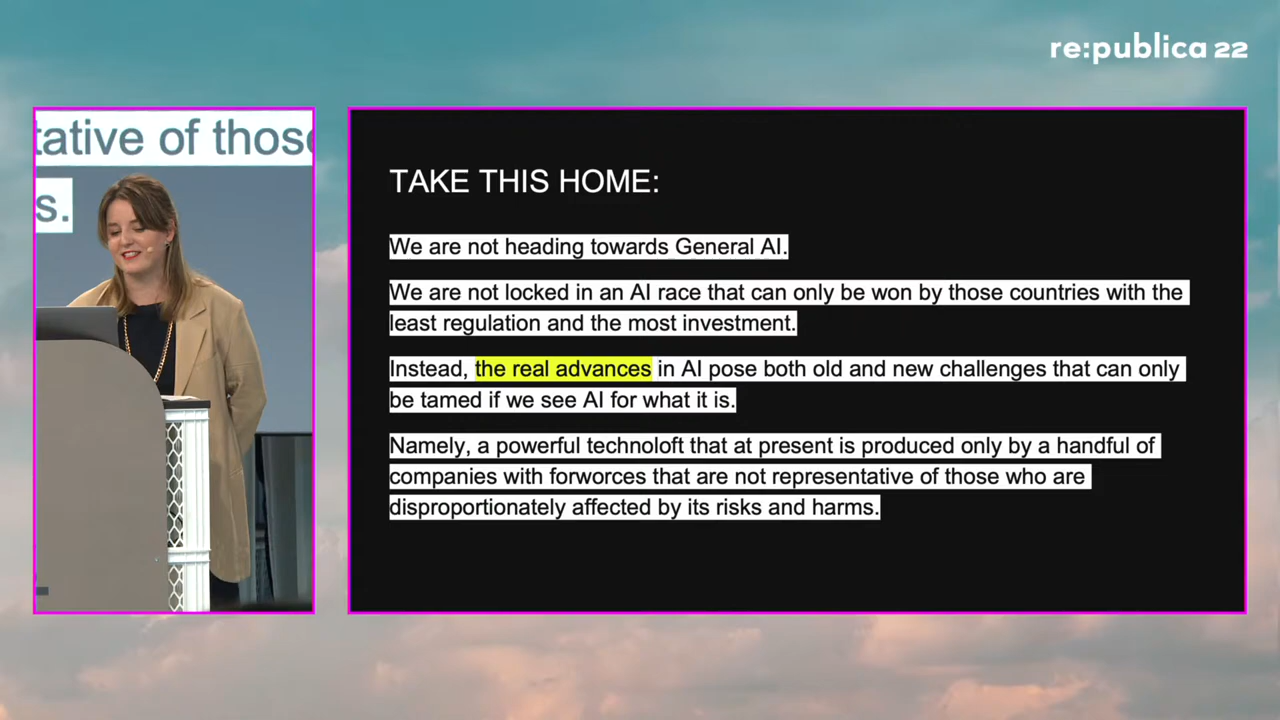 re:publica 22
tative of those
s.
TAKE THIS HOME:
We are not heading towards General AI.
We are not locked in an AI race that can only be won by those countries with the
least regulation and the most investment.
Instead, the real advances in AI pose both old and new challenges that can only
be tamed if we see AI for what it is.
Namely, a powerful technoloft that at present is produced only by a handful of
companies with forworces that are not representative of those who are
disproportionately affected by its risks and harms.